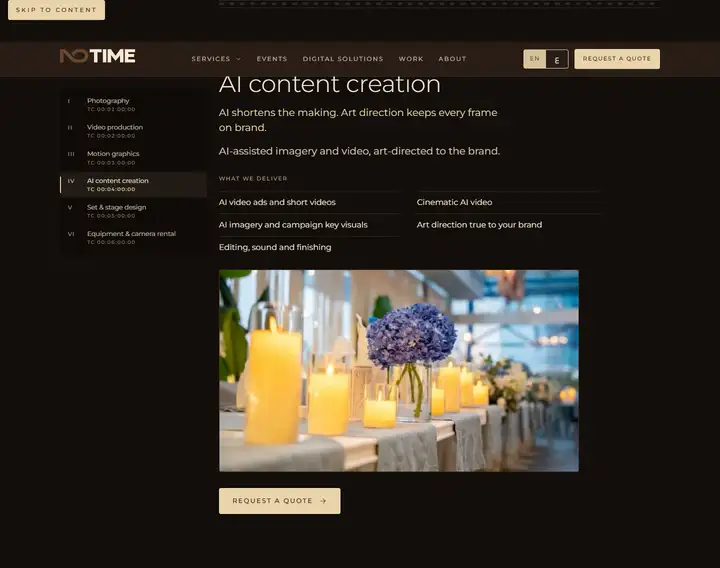 SKIP TO CONTENT
NOTIME
SERVICES
EVENTS
DIGITAL SOLUTIONS
WORK
ABOUT
EN
ع
REQUEST A QUOTE
I Photography
TC 00:01:00:00
II Video production
TC 00:02:00:00
III Motion graphics
TC 00:03:00:00
IV AI content creation
TC 00:04:00:00
V Set & stage design
TC 00:05:00:00
VI Equipment & camera rental
TC 00:06:00:00
AI content creation
AI shortens the making. Art direction keeps every frame
on brand.
AI-assisted imagery and video, art-directed to the brand.
WHAT WE DELIVER
AI video ads and short videos
Cinematic AI video
AI imagery and campaign key visuals
Art direction true to your brand
Editing, sound and finishing
REQUEST A QUOTE →